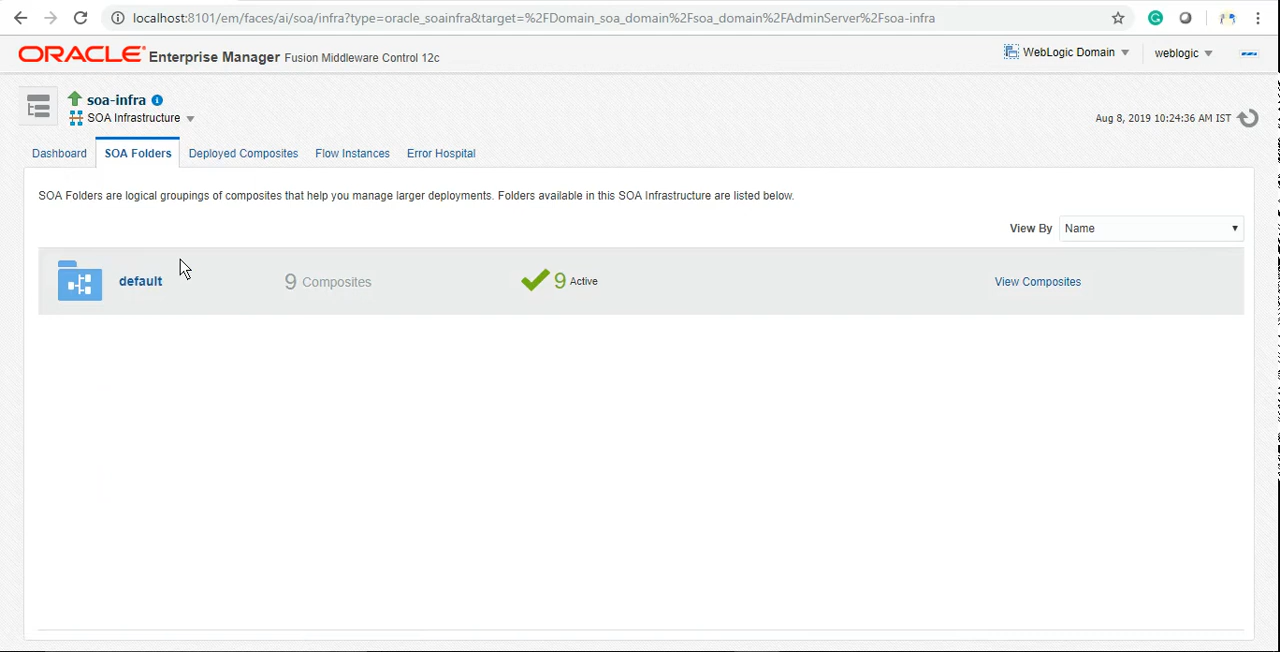 localhost:8101/em/faces/ai/soa/infra?type=oracle_soainfra&target=%2FDomain_soa_domain%2Fsoa_domain%2FAdminServer%2Fsoa-infra
ORACLE Enterprise Manager Fusion Middleware Control 12c WebLogic Domain weblogic
soa-infra
SOA Infrastructure Aug 8, 2019 10:24:36 AM IST
Dashboard SOA Folders Deployed Composites Flow Instances Error Hospital
SOA Folders are logical groupings of composites that help you manage larger deployments. Folders available in this SOA Infrastructure are listed below.
View By Name
default 9 Composites 9 Active View Composites